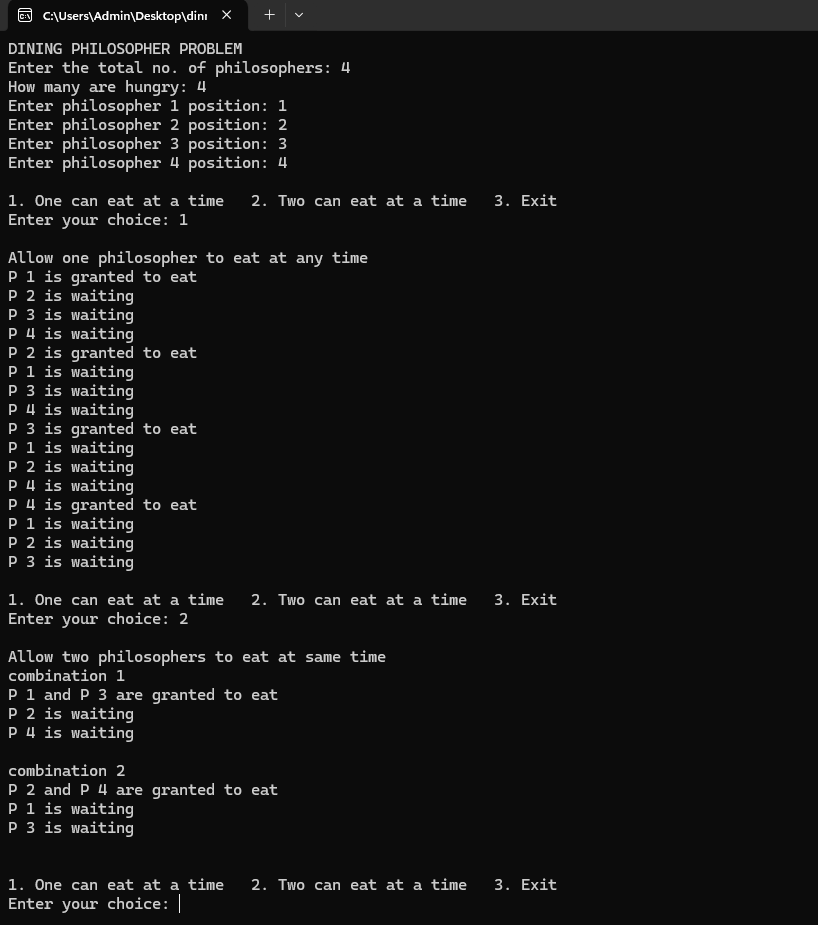 C:\Users\Admin\Desktop\din
DINING PHILOSOPHER PROBLEM
Enter the total no. of philosophers: 4
How many are hungry: 4
Enter philosopher 1 position: 1
Enter philosopher 2 position: 2
Enter philosopher 3 position: 3
Enter philosopher 4 position: 4
1. One can eat at a time   2. Two can eat at a time   3. Exit
Enter your choice: 1
Allow one philosopher to eat at any time
P 1 is granted to eat
P 2 is waiting
P 3 is waiting
P 4 is waiting
P 2 is granted to eat
P 1 is waiting
P 3 is waiting
P 4 is waiting
P 3 is granted to eat
P 1 is waiting
P 2 is waiting
P 4 is waiting
P 4 is granted to eat
P 1 is waiting
P 2 is waiting
P 3 is waiting
1. One can eat at a time   2. Two can eat at a time   3. Exit
Enter your choice: 2
Allow two philosophers to eat at same time
combination 1
P 1 and P 3 are granted to eat
P 2 is waiting
P 4 is waiting
combination 2
P 2 and P 4 are granted to eat
P 1 is waiting
P 3 is waiting
1. One can eat at a time   2. Two can eat at a time   3. Exit
Enter your choice: